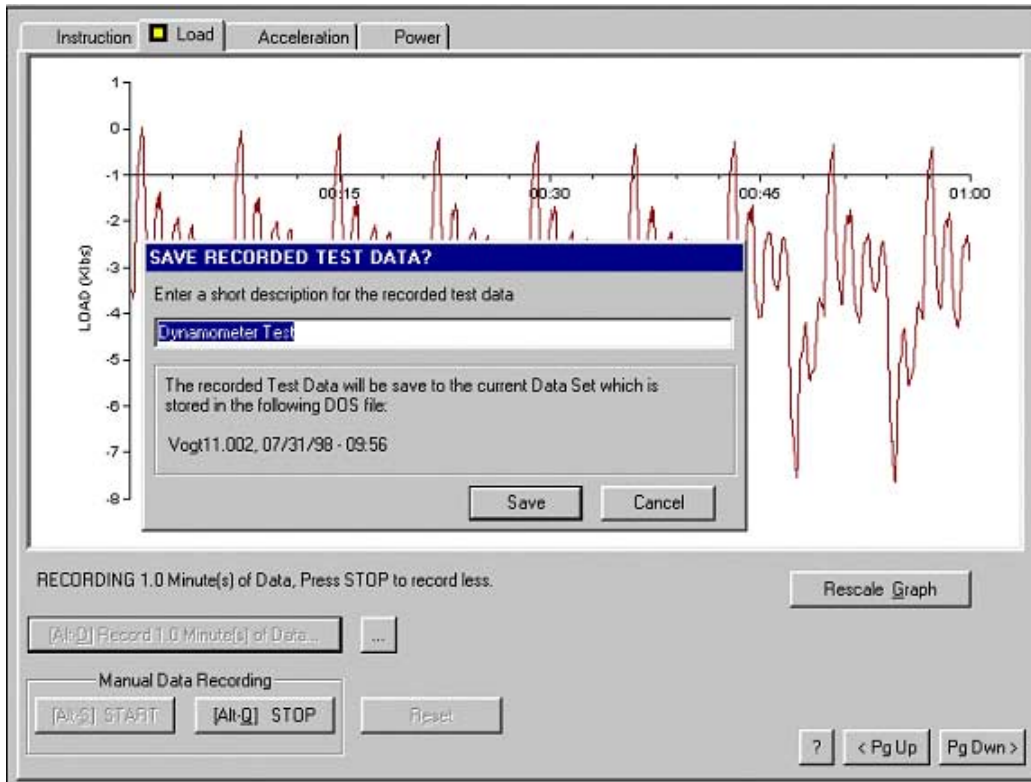 Instruction Load Acceleration Power
1
0
-1
00:15 00:30 00:45 01:00
-2
-3
-4
-5
-6
-7
-8
LOAD (Klbs)
SAVE RECORDED TEST DATA?
Enter a short description for the recorded test data
Dynamometer Test
The recorded Test Data will be save to the current Data Set which is
stored in the following DOS file:
Vogt11.002, 07/31/98 - 09:56
Save Cancel
RECORDING 1.0 Minute(s) of Data, Press STOP to record less.
Rescale Graph
[Alt-D] Record 1.0 Minute(s) of Data... ...
Manual Data Recording
[Alt-S] START [Alt-Q] STOP Reset
? < Pg Up Pg Dwn >